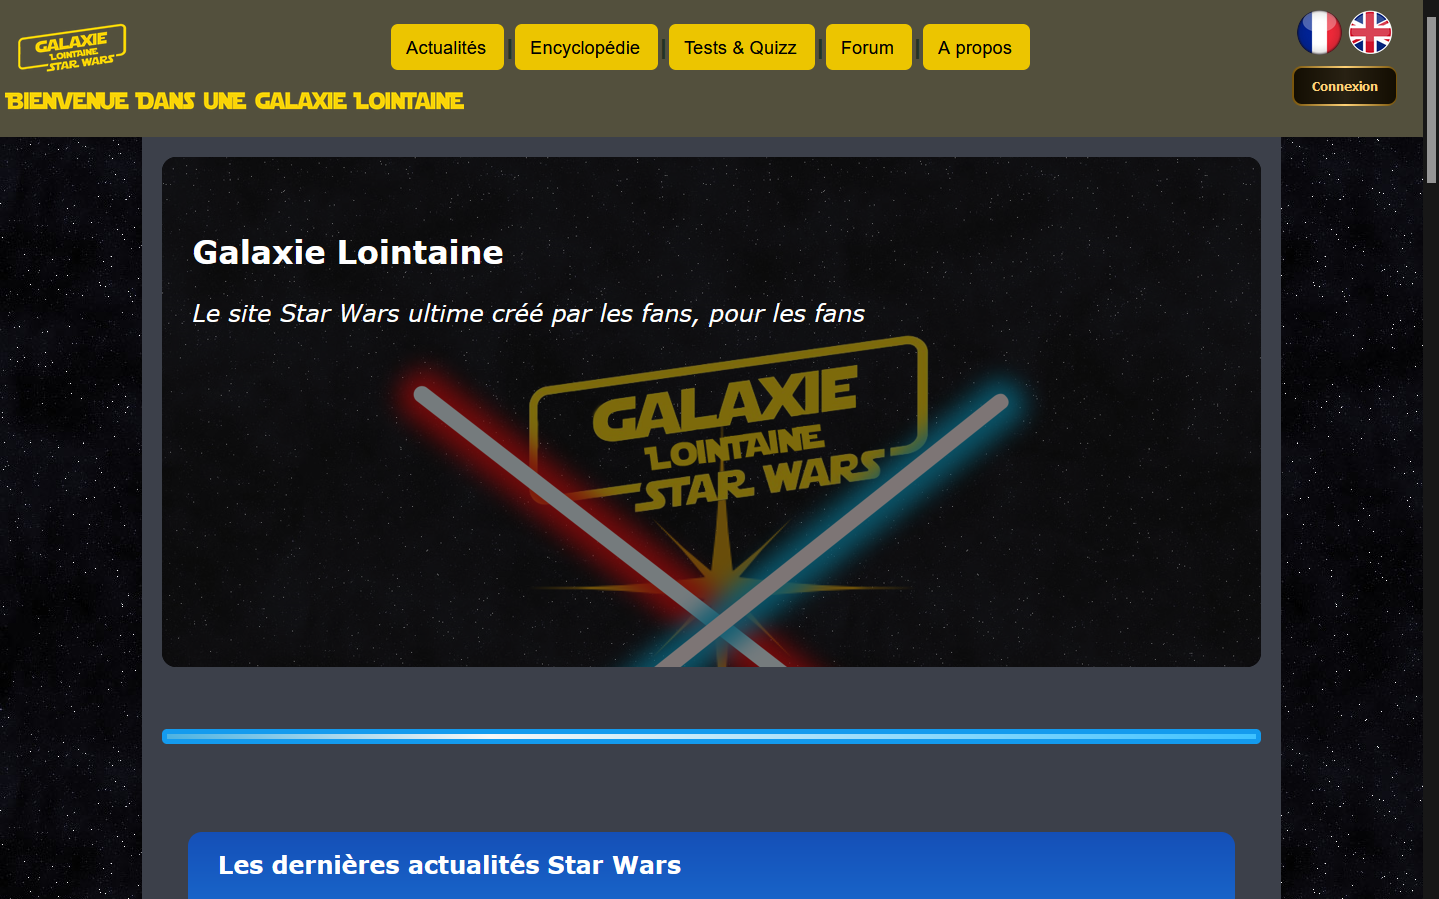 GALAXIE
LOINTAINE
STAR WARS
Actualités | Encyclopédie | Tests & Quizz | Forum | A propos
Connexion
BIENVENUE DANS UNE GALAXIE LOINTAINE
Galaxie Lointaine
Le site Star Wars ultime créé par les fans, pour les fans
GALAXIE
LOINTAINE
STAR WARS
Les dernières actualités Star Wars